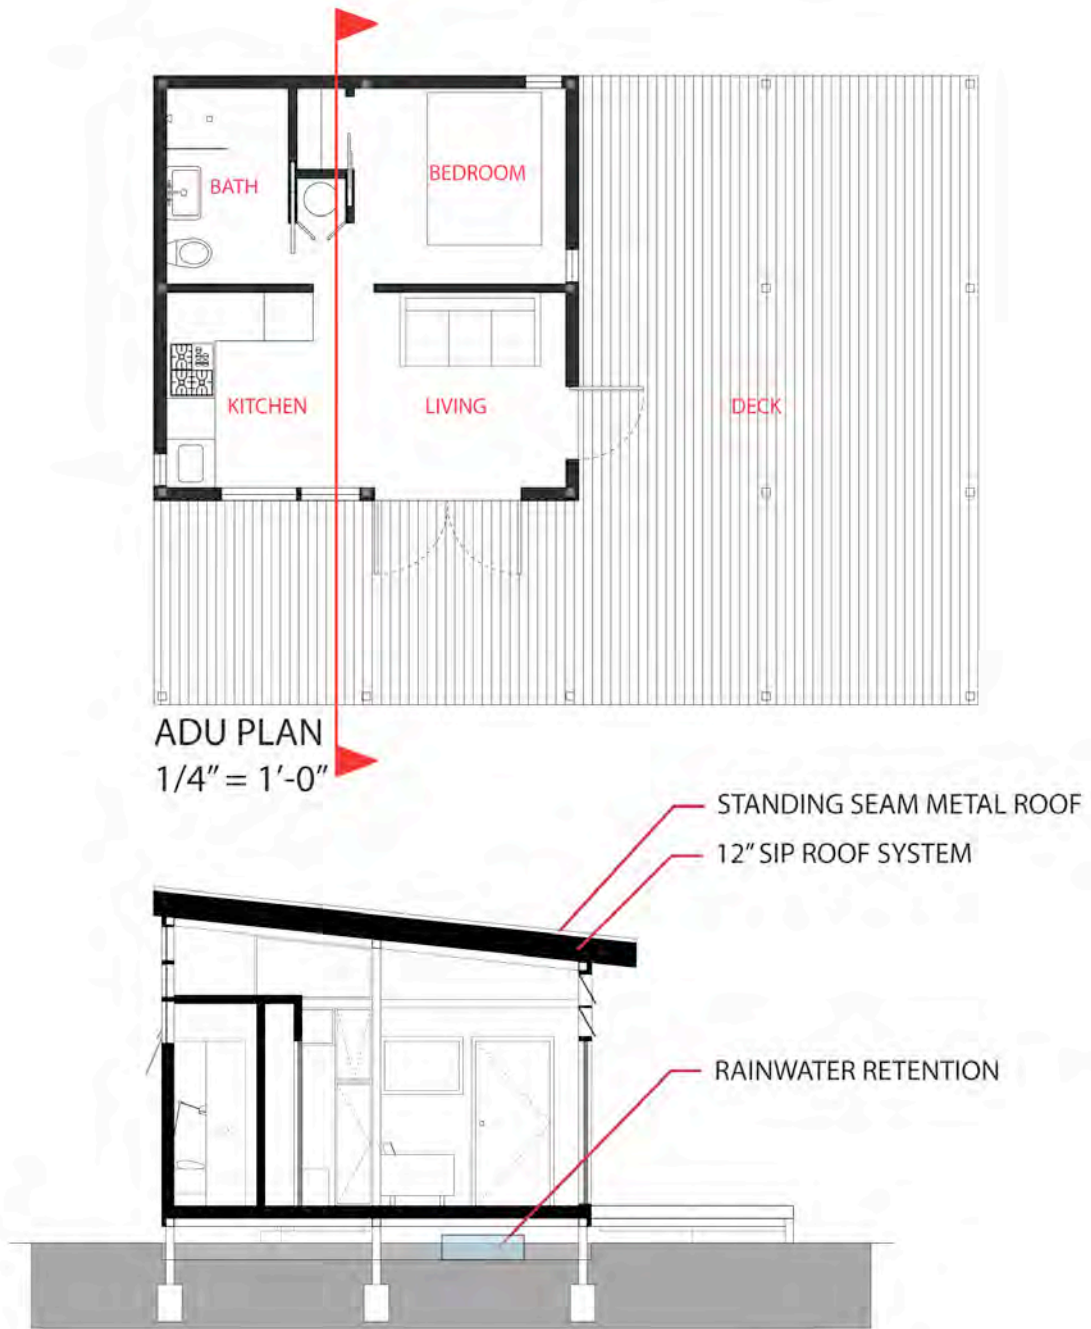 BATH
BEDROOM
KITCHEN
LIVING
DECK
ADU PLAN
1/4” = 1’-0”
STANDING SEAM METAL ROOF
12” SIP ROOF SYSTEM
RAINWATER RETENTION